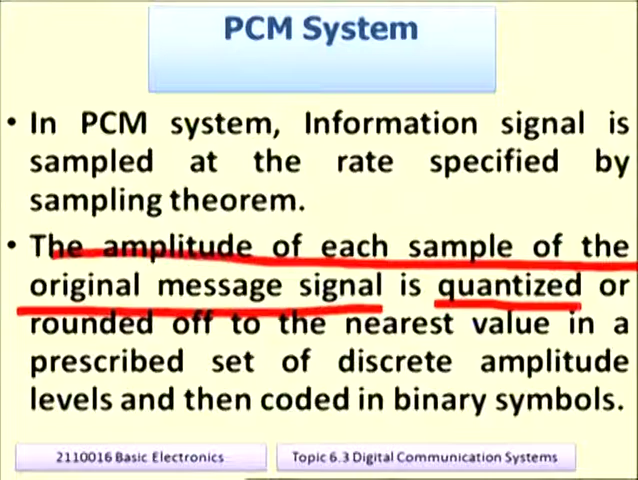 PCM System
• In PCM system, Information signal is
sampled at the rate specified by
sampling theorem.
• The amplitude of each sample of the
original message signal is quantized or
rounded off to the nearest value in a
prescribed set of discrete amplitude
levels and then coded in binary symbols.
2110016 Basic Electronics
Topic 6.3 Digital Communication Systems